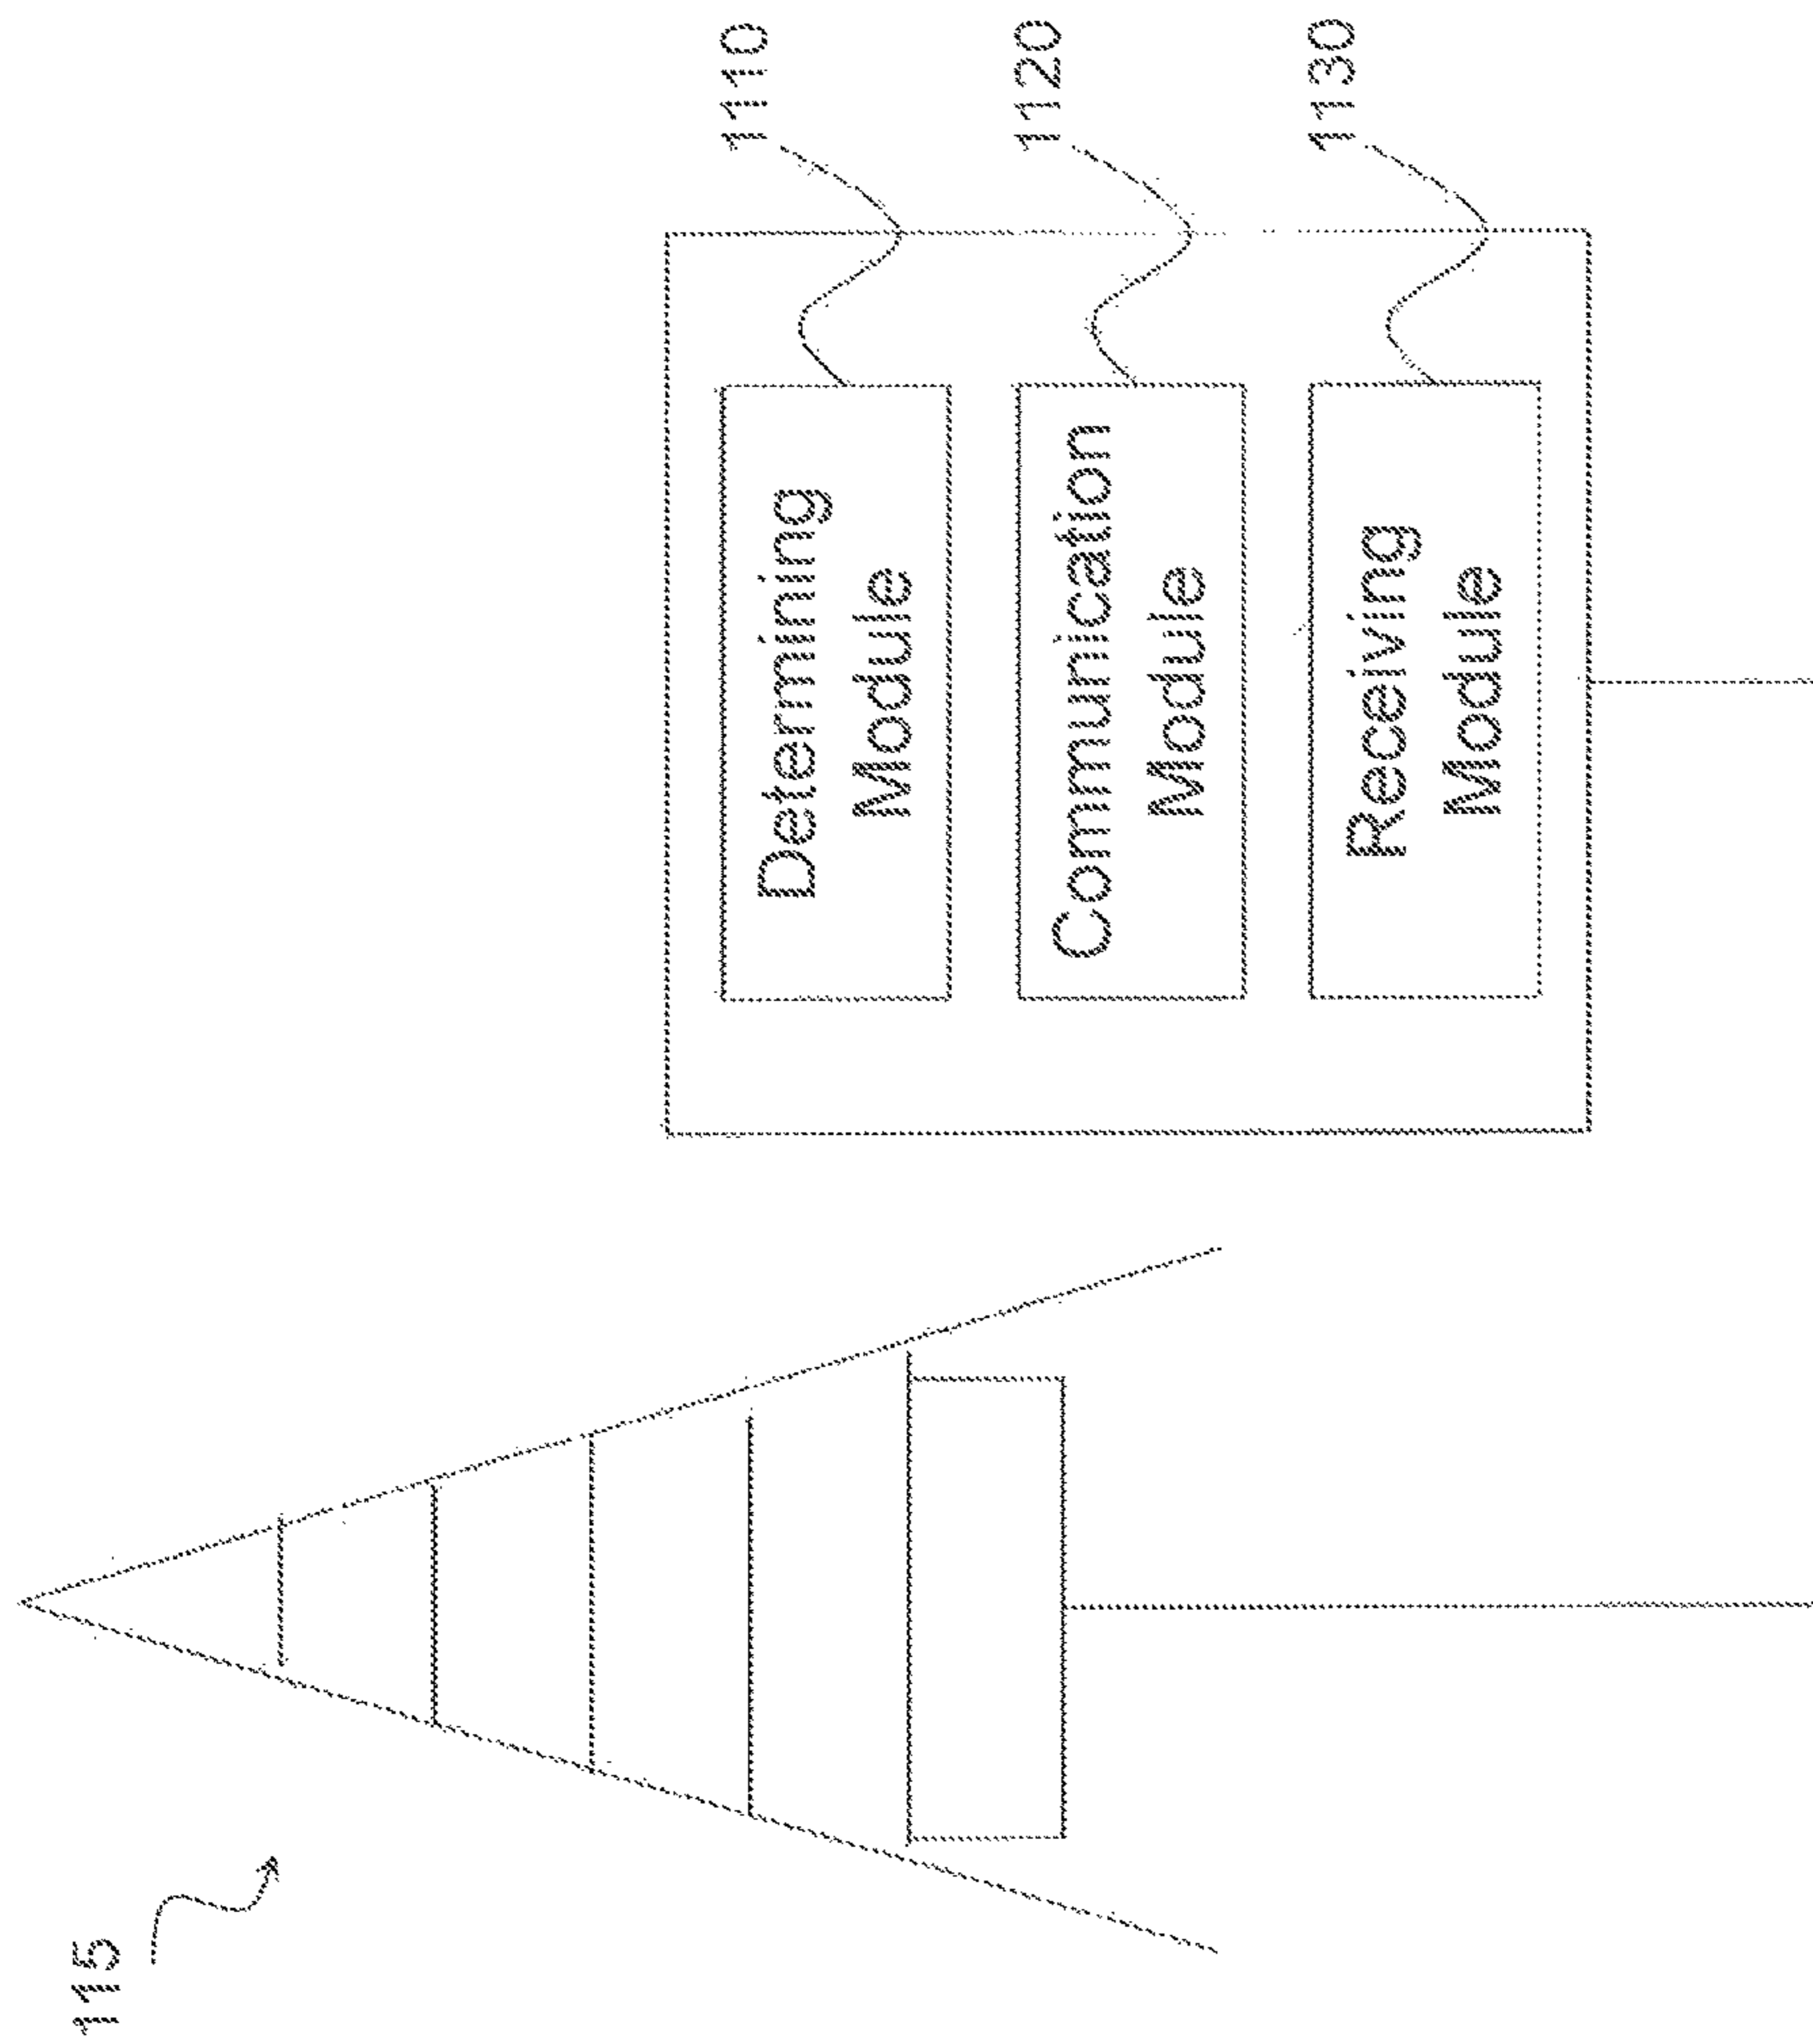 115
Determining
Module
1110
Communication
Module
1120
Receiving
Module
1130